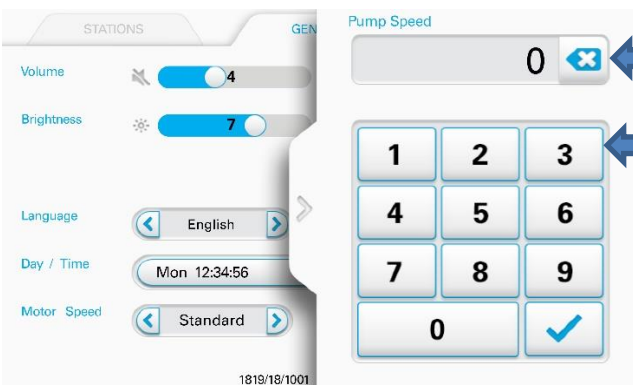 STATIONS
GEN
Volume
4
Brightness
7
Language
English
Day / Time
Mon 12:34:56
Motor Speed
Standard
1819/18/1001
Pump Speed
0
1 2 3
4 5 6
7 8 9
0